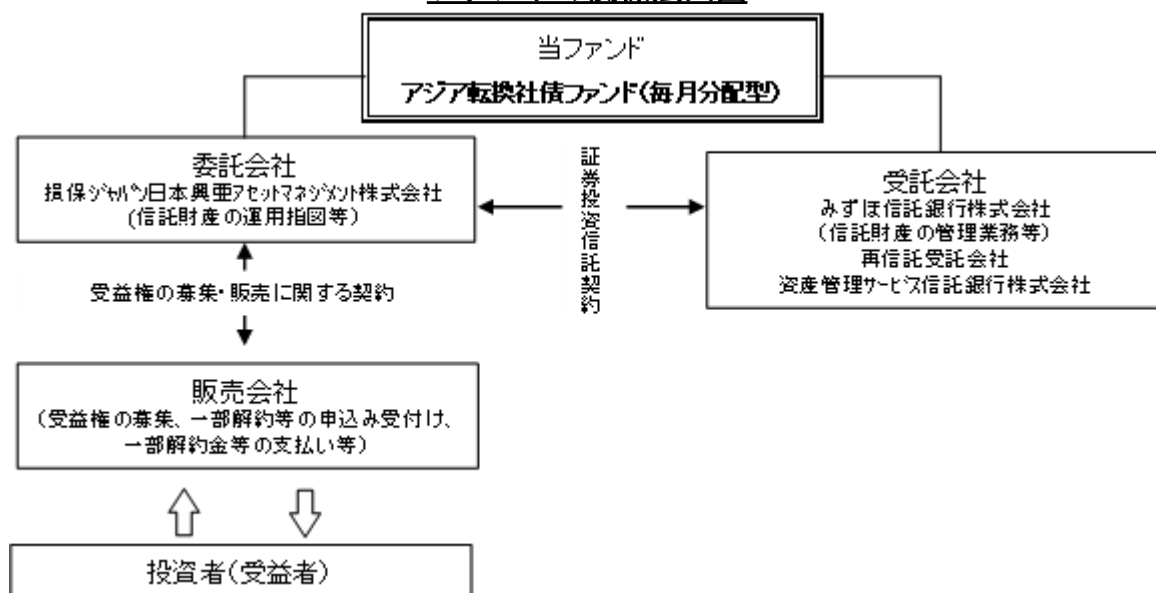 当ファンド
アジア転換社債ファンド(毎月分配型)
委託会社
損保ジャパン日本興亜アセットマネジメント株式会社
(信託財産の運用指図等)
証券投資信託契約
受託会社
みずほ信託銀行株式会社
(信託財産の管理業務等)
再信託受託会社
資産管理サービス信託銀行株式会社
受益権の募集・販売に関する契約
販売会社
(受益権の募集、一部解約等の申込み受付け、
一部解約金等の支払い等)
投資者(受益者)